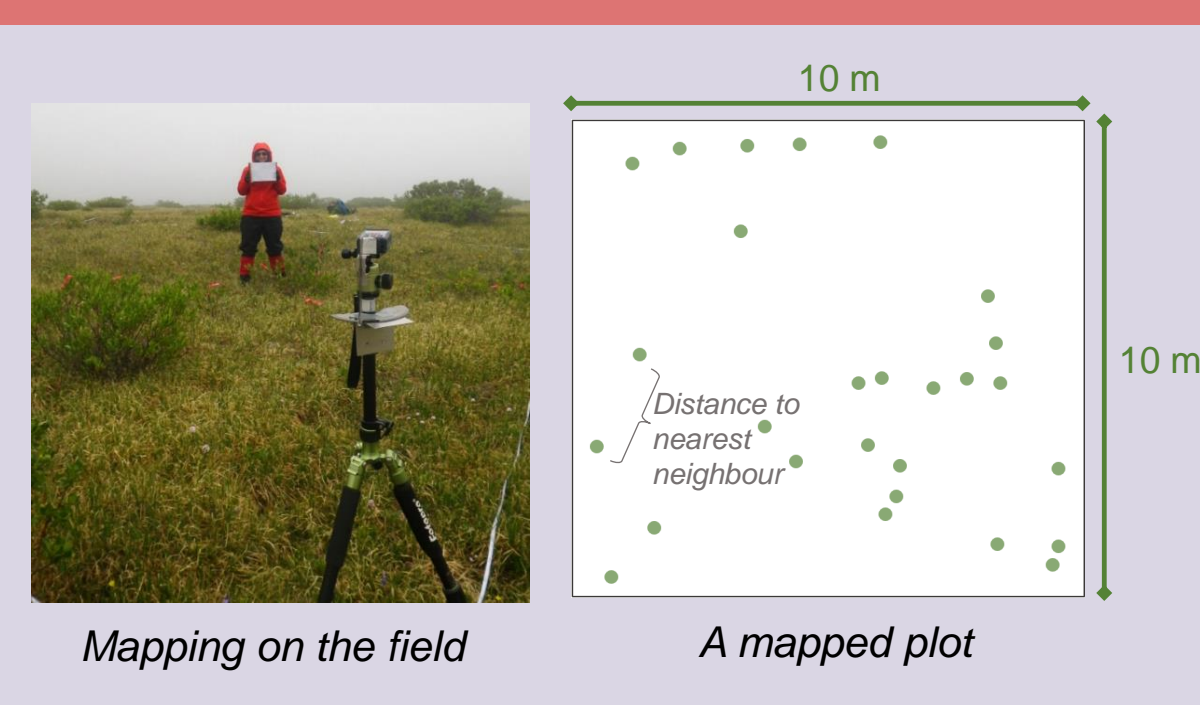 10 m
10 m
Distance to
nearest
neighbour
Mapping on the field
A mapped plot